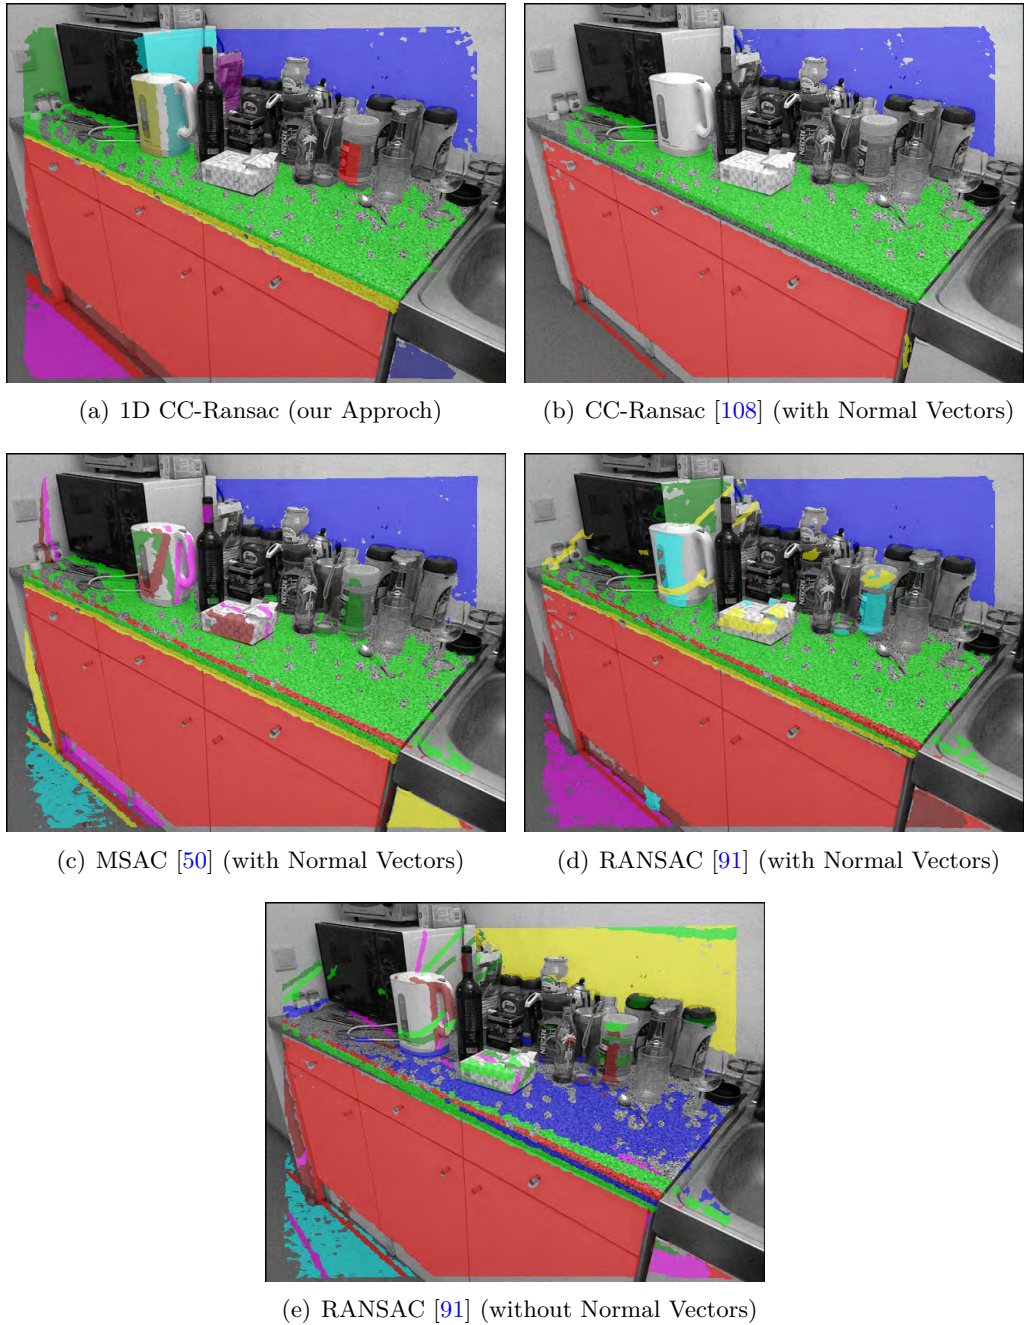 (a) 1D CC-Ransac (our Approch)
(b) CC-Ransac [108] (with Normal Vectors)
(c) MSAC [50] (with Normal Vectors)
(d) RANSAC [91] (with Normal Vectors)
(e) RANSAC [91] (without Normal Vectors)